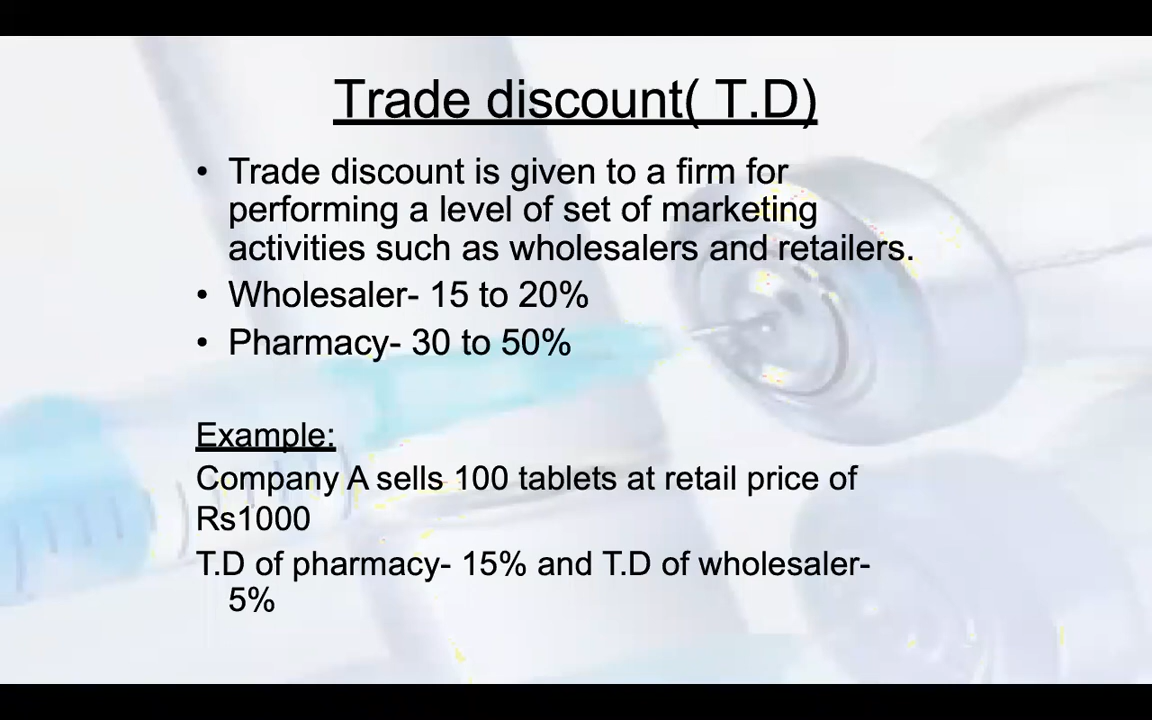 Trade discount( T.D)
• Trade discount is given to a firm for
performing a level of set of marketing
activities such as wholesalers and retailers.
• Wholesaler- 15 to 20%
• Pharmacy- 30 to 50%
Example:
Company A sells 100 tablets at retail price of
Rs1000
T.D of pharmacy- 15% and T.D of wholesaler-
5%